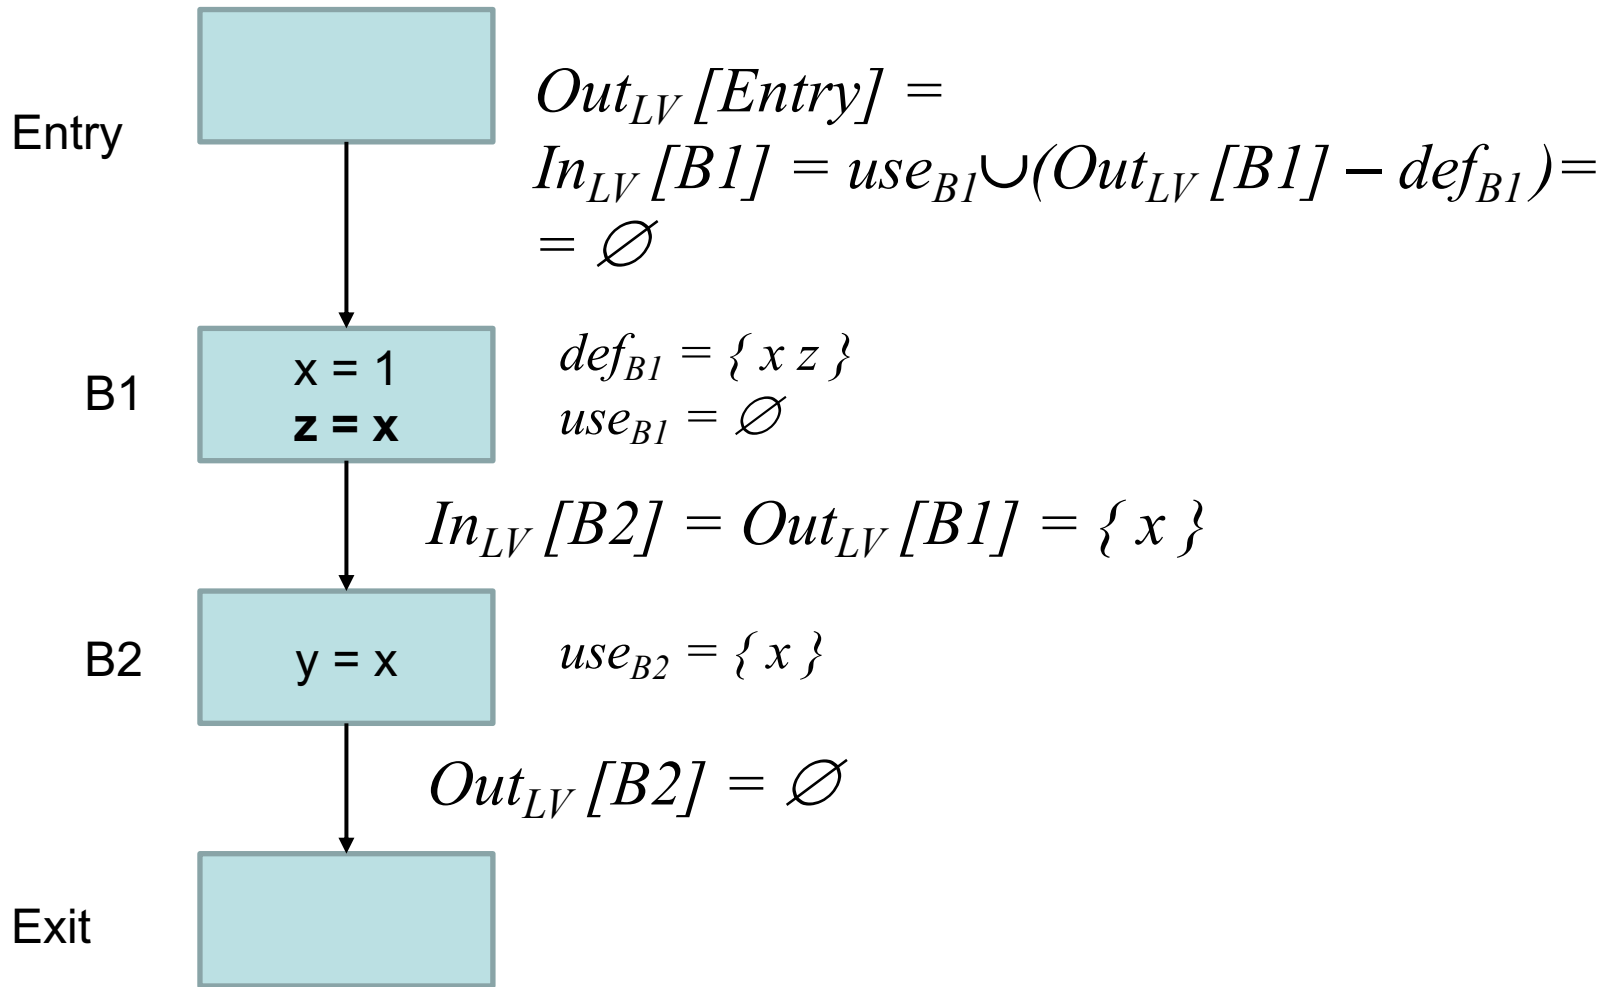 Entry
Out_LV [Entry] =
In_LV [B1] = use_B1∪(Out_LV [B1] – def_B1)=
= ∅
B1
x = 1
z = x
def_B1 = { x z }
use_B1 = ∅
In_LV [B2] = Out_LV [B1] = { x }
B2
y = x
use_B2 = { x }
Out_LV [B2] = ∅
Exit